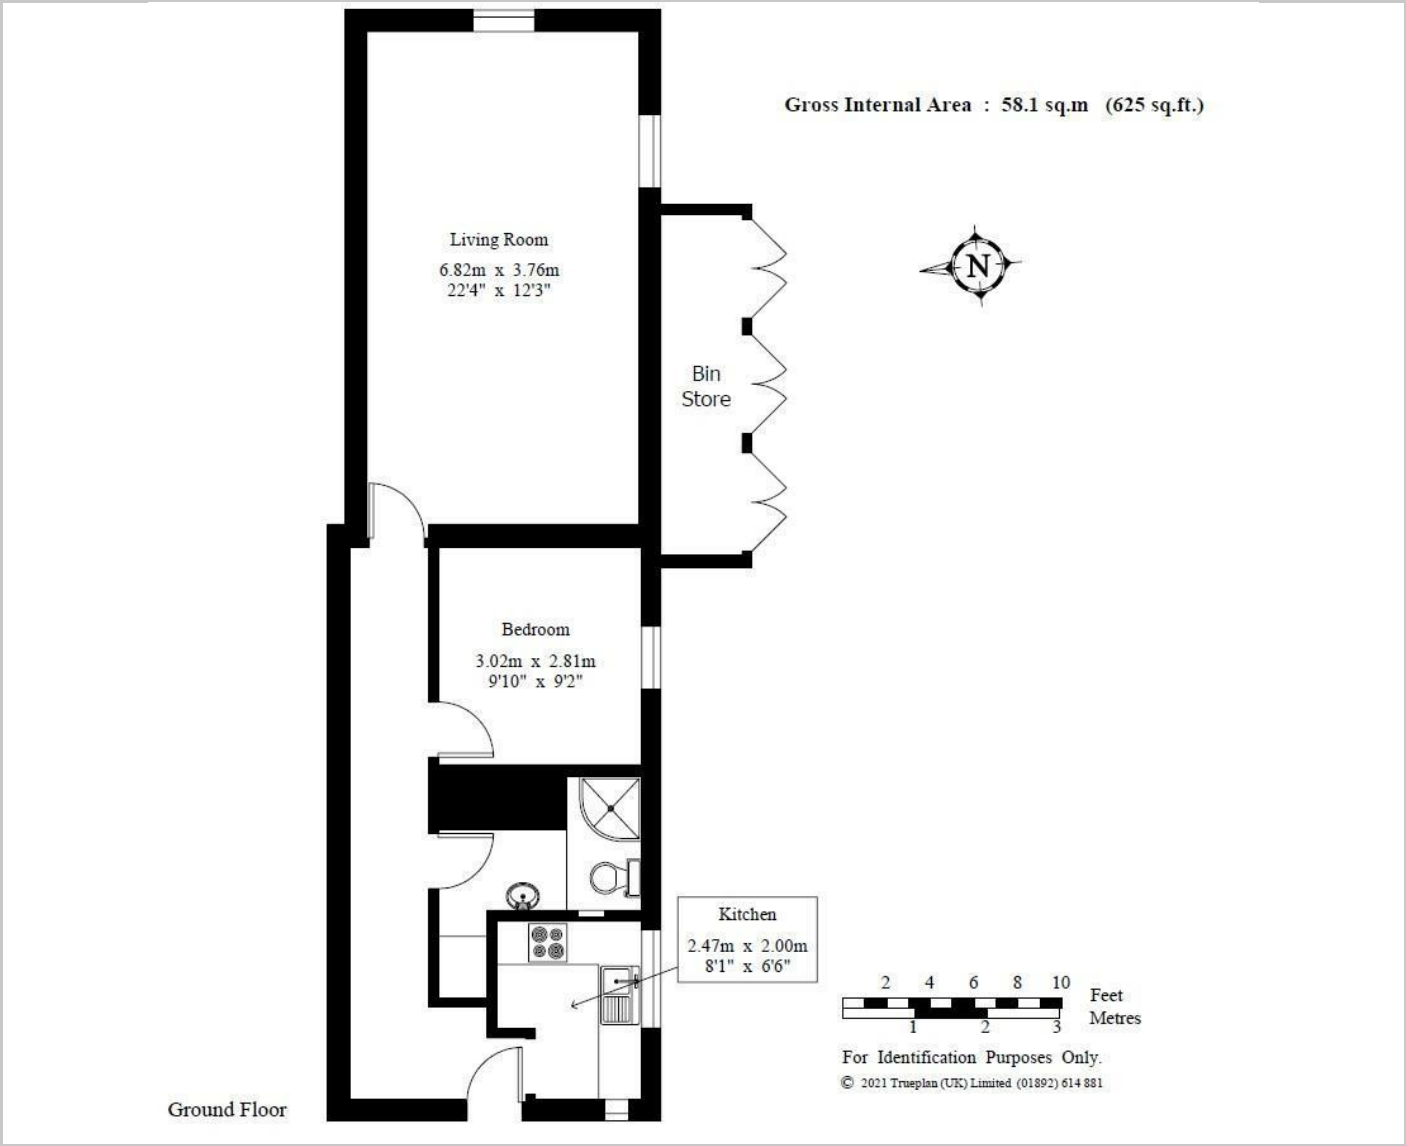 Gross Internal Area : 58.1 sq.m (625 sq.ft.)
Living Room
6.82m x 3.76m
22'4" x 12'3"
N
Bin
Store
Bedroom
3.02m x 2.81m
9'10" x 9'2"
Kitchen
2.47m x 2.00m
8'1" x 6'6"
2 4 6 8 10
Feet
Metres
1 2 3
For Identification Purposes Only.
© 2021 Trueplan (UK) Limited (01892) 614 881
Ground Floor